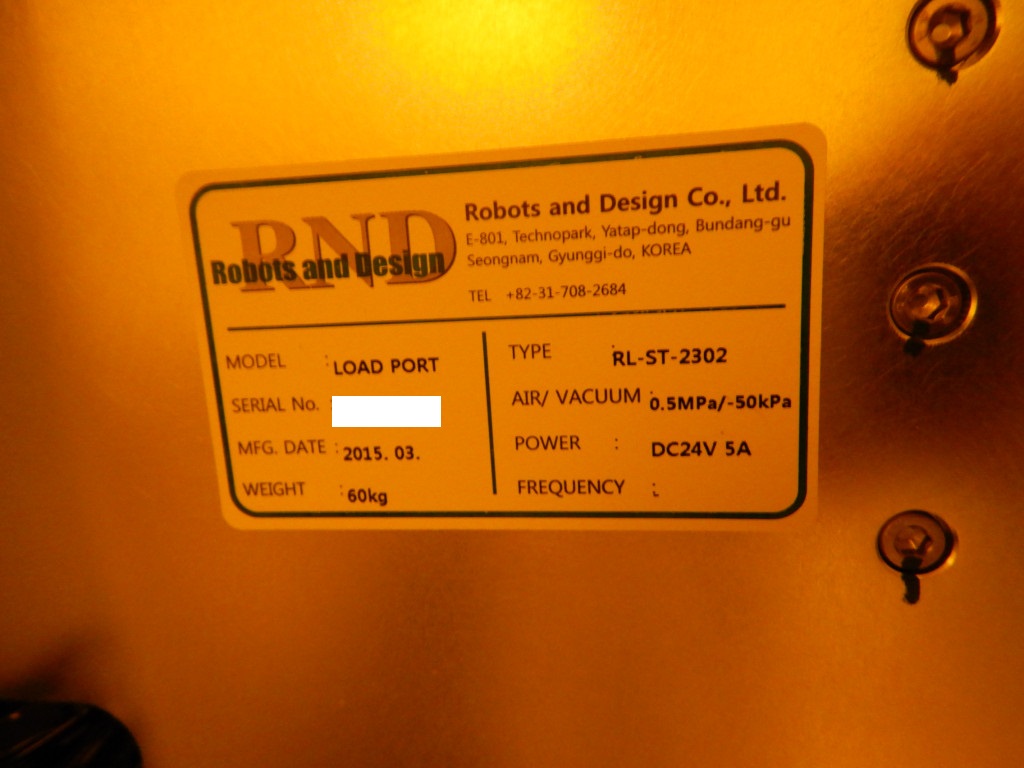 RND
Robots and Design
Robots and Design Co., Ltd.
E-801, Technopark, Yatap-dong, Bundang-gu
Seongnam, Gyunggi-do, KOREA
TEL +82-31-708-2684
MODEL : LOAD PORT
SERIAL No. :
MFG. DATE : 2015. 03.
WEIGHT : 60kg
TYPE : RL-ST-2302
AIR/ VACUUM : 0.5MPa/-50kPa
POWER : DC24V 5A
FREQUENCY :